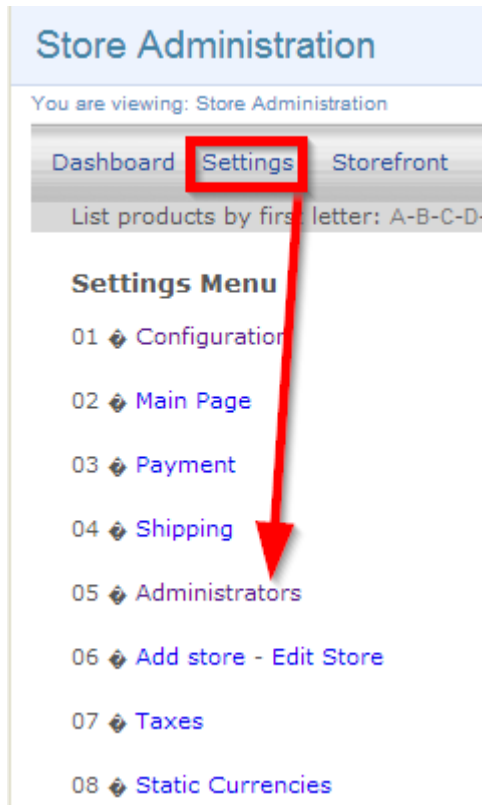 Store Administration
You are viewing: Store Administration
Dashboard Settings Storefront
List products by first letter: A-B-C-D-
Settings Menu
01 � Configuration
02 � Main Page
03 � Payment
04 � Shipping
05 � Administrators
06 � Add store - Edit Store
07 � Taxes
08 � Static Currencies